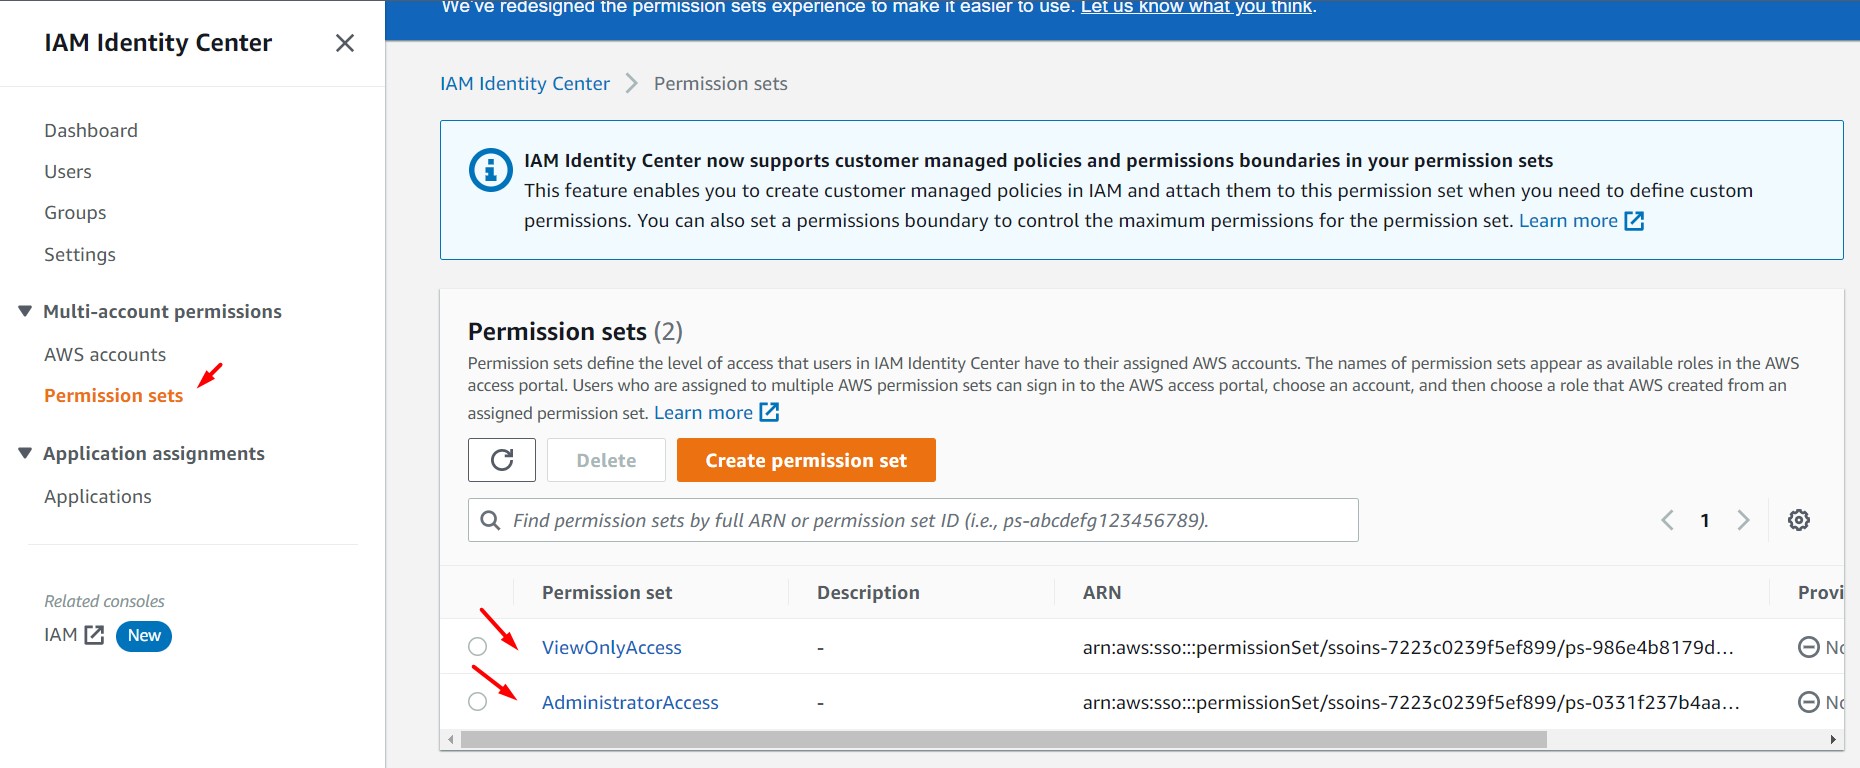 We've redesigned the permission sets experience to make it easier to use. Let us know what you think.
IAM Identity Center
Dashboard
Users
Groups
Settings
Multi-account permissions
AWS accounts
Permission sets
Application assignments
Applications
Related consoles
IAM New
IAM Identity Center > Permission sets
IAM Identity Center now supports customer managed policies and permissions boundaries in your permission sets
This feature enables you to create customer managed policies in IAM and attach them to this permission set when you need to define custom
permissions. You can also set a permissions boundary to control the maximum permissions for the permission set. Learn more
Permission sets (2)
Permission sets define the level of access that users in IAM Identity Center have to their assigned AWS accounts. The names of permission sets appear as available roles in the AWS
access portal. Users who are assigned to multiple AWS permission sets can sign in to the AWS access portal, choose an account, and then choose a role that AWS created from an
assigned permission set. Learn more
Delete Create permission set
Find permission sets by full ARN or permission set ID (i.e., ps-abcdefg123456789).
1
Permission set Description ARN Provi
ViewOnlyAccess - arn:aws:sso:::permissionSet/ssoins-7223c0239f5ef899/ps-986e4b8179d...
AdministratorAccess - arn:aws:sso:::permissionSet/ssoins-7223c0239f5ef899/ps-0331f237b4aa...